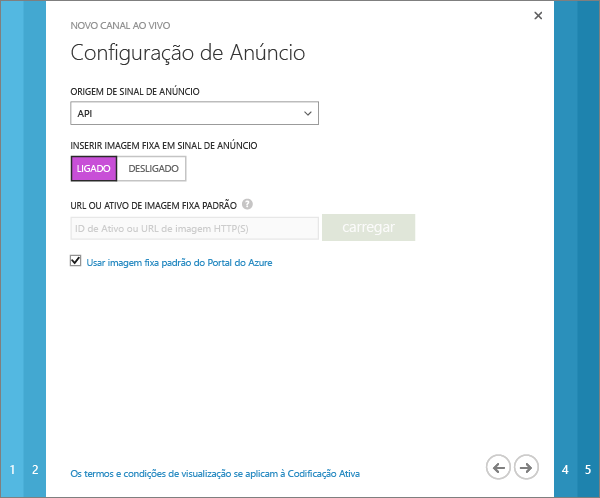 NOVO CANAL AO VIVO
Configuração de Anúncio
ORIGEM DE SINAL DE ANÚNCIO
API
INSERIR IMAGEM FIXA EM SINAL DE ANÚNCIO
LIGADO DESLIGADO
URL OU ATIVO DE IMAGEM FIXA PADRÃO ?
ID de Ativo ou URL de imagem HTTP(S) carregar
Usar imagem fixa padrão do Portal do Azure
1 2 4 5
Os termos e condições de visualização se aplicam à Codificação Ativa